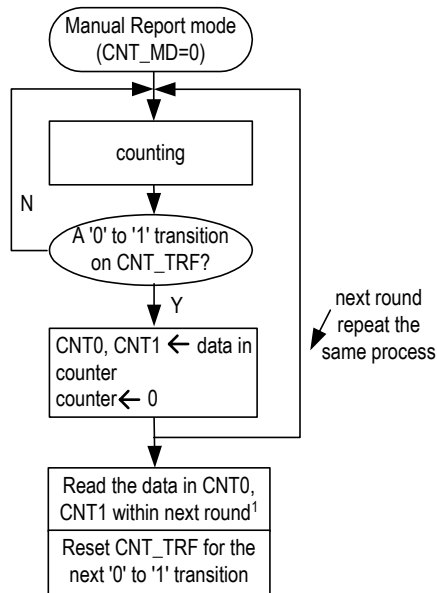 Manual Report mode
(CNT_MD=0)
counting
N
A '0' to '1' transition
on CNT_TRF?
Y
next round
repeat the
same process
CNT0, CNT1 ← data in
counter
counter← 0
Read the data in CNT0,
CNT1 within next round¹
Reset CNT_TRF for the
next '0' to '1' transition